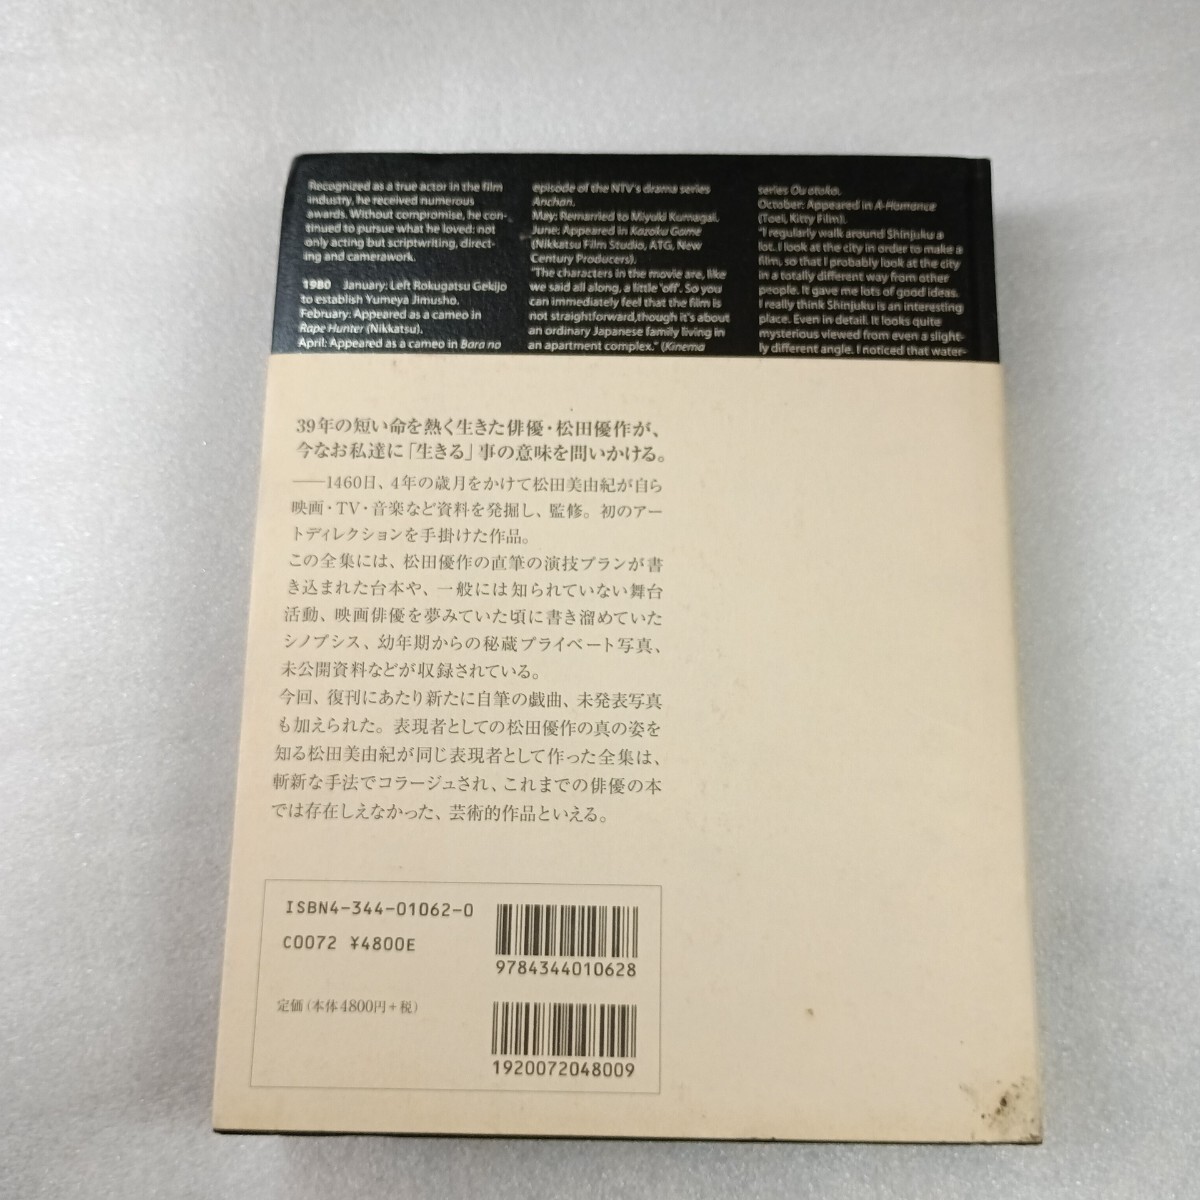 Recognized as a true actor in the film
industry, he received numerous
awards. Without compromise, he con-
tinued to pursue what he loved: not
only acting but scriptwriting, direct-
ing and camerawork.
1980 January: Left Rokugatsu Gekijo
to establish Yumeya Jimusho.
February: Appeared as a cameo in
Rape Hunter (Nikkatsu).
April: Appeared as a cameo in Bara no
episode of the NTV's drama series
Anchan.
May: Remarried to Miyuki Kumagai.
June: Appeared in Kazoku Game
(Nikkatsu Film Studio, ATG, New
Century Producers).
"The characters in the movie are, like
we said all along, a little 'off'. So you
can immediately feel that the film is
not straightforward,though it's about
an ordinary Japanese family living in
an apartment complex." (Kinema
series Ou otoko.
October: Appeared in A-Homance
(Toei, Kitty Film).
"I regularly walk around Shinjuku a
lot. I look at the city in order to make a
film, so that I probably look at the city
in a totally different way from other
people. It gave me lots of good ideas.
I really think Shinjuku is an interesting
place. Even in detail. It looks quite
mysterious viewed from even a slight-
ly different angle. I noticed that water-
39年の短い命を熱く生きた俳優・松田優作が、
今なお私達に「生きる」事の意味を問いかける。
——1460日、4年の歳月をかけて松田美由紀が自ら
映画・TV・音楽など資料を発掘し、監修。初のアー
トディレクションを手掛けた作品。
この全集には、松田優作の直筆の演技プランが書
き込まれた台本や、一般には知られていない舞台
活動、映画俳優を夢みていた頃に書き溜めていた
シノプシス、幼年期からの秘蔵プライベート写真、
未公開資料などが収録されている。
今回、復刊にあたり新たに自筆の戯曲、未発表写真
も加えられた。表現者としての松田優作の真の姿を
知る松田美由紀が同じ表現者として作った全集は、
斬新な手法でコラージュされ、これまでの俳優の本
では存在しえなかった、芸術的作品といえる。
ISBN4-344-01062-0
C0072 ¥4800E
定価（本体4800円+税）
9784344010628
1920072048009